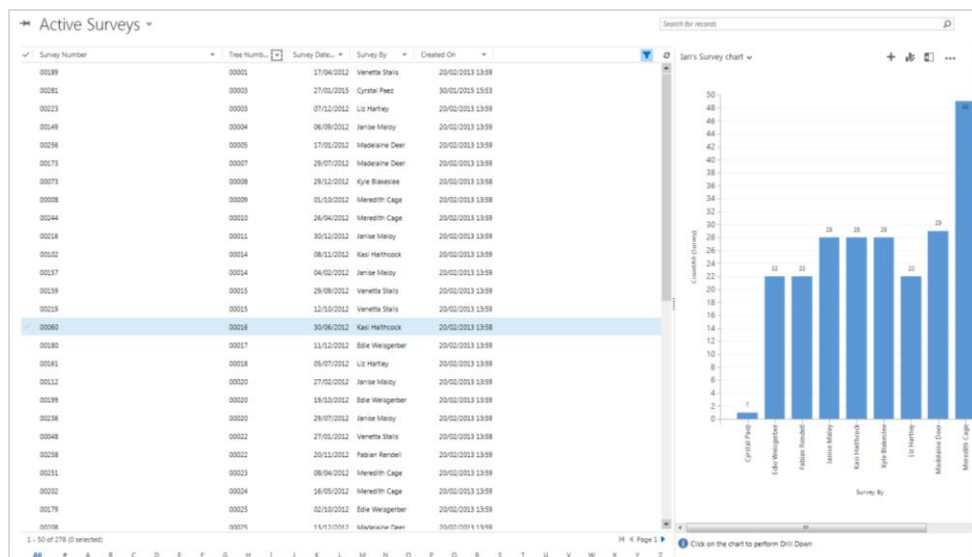 Active Surveys
Search for records
Survey Number Tree Numb... Survey Date... Survey By Created On
00189 00001 17/04/2012 Venetta Stalls 20/02/2013 13:59
00281 00003 27/01/2015 Cyrstal Paez 30/01/2015 15:53
00223 00003 07/12/2012 Liz Hartley 20/02/2013 13:59
00149 00004 06/09/2012 Janise Maloy 20/02/2013 13:59
00256 00005 17/01/2012 Madelaine Deer 20/02/2013 13:59
00173 00007 29/07/2012 Madelaine Deer 20/02/2013 13:59
00073 00008 29/12/2012 Kyle Blakeslee 20/02/2013 13:58
00008 00009 01/10/2012 Meredith Cage 20/02/2013 13:58
00244 00010 26/04/2012 Meredith Cage 20/02/2013 13:59
00216 00011 30/12/2012 Janise Maloy 20/02/2013 13:59
00102 00014 08/11/2012 Kasi Haithcock 20/02/2013 13:59
00157 00014 04/02/2012 Janise Maloy 20/02/2013 13:59
00159 00015 29/09/2012 Venetta Stalls 20/02/2013 13:59
00219 00015 12/10/2012 Venetta Stalls 20/02/2013 13:59
00060 00016 30/06/2012 Kasi Haithcock 20/02/2013 13:58
00180 00017 11/12/2012 Edie Weisgerber 20/02/2013 13:59
00161 00018 05/07/2012 Liz Hartley 20/02/2013 13:59
00112 00020 27/02/2012 Janise Maloy 20/02/2013 13:59
00199 00020 19/10/2012 Edie Weisgerber 20/02/2013 13:59
00236 00020 29/07/2012 Janise Maloy 20/02/2013 13:59
00048 00022 27/01/2012 Venetta Stalls 20/02/2013 13:58
00258 00022 20/11/2012 Fabian Rendell 20/02/2013 13:59
00251 00023 08/04/2012 Meredith Cage 20/02/2013 13:59
00202 00024 16/05/2012 Meredith Cage 20/02/2013 13:59
00179 00025 02/10/2012 Edie Weisgerber 20/02/2013 13:59
00208 00025 13/12/2012 Madelaine Deer 20/02/2013 13:59
1 - 50 of 278 (0 selected) Page 1
All # A B C D E F G H I J K L M N O P Q R S T U V W X Y Z
Ian's Survey chart
50
48
46
44
42
40
38
36
34
32
30
28
26
24
22
20
18
16
14
12
10
8
6
4
2
0
CountAll (Survey)
1 22 22 28 28 28 22 29 49
Cyrstal Paez
Edie Weisgerber
Fabian Rendell
Janise Maloy
Kasi Haithcock
Kyle Blakeslee
Liz Hartley
Madelaine Deer
Meredith Cage
Survey By
Click on the chart to perform Drill Down